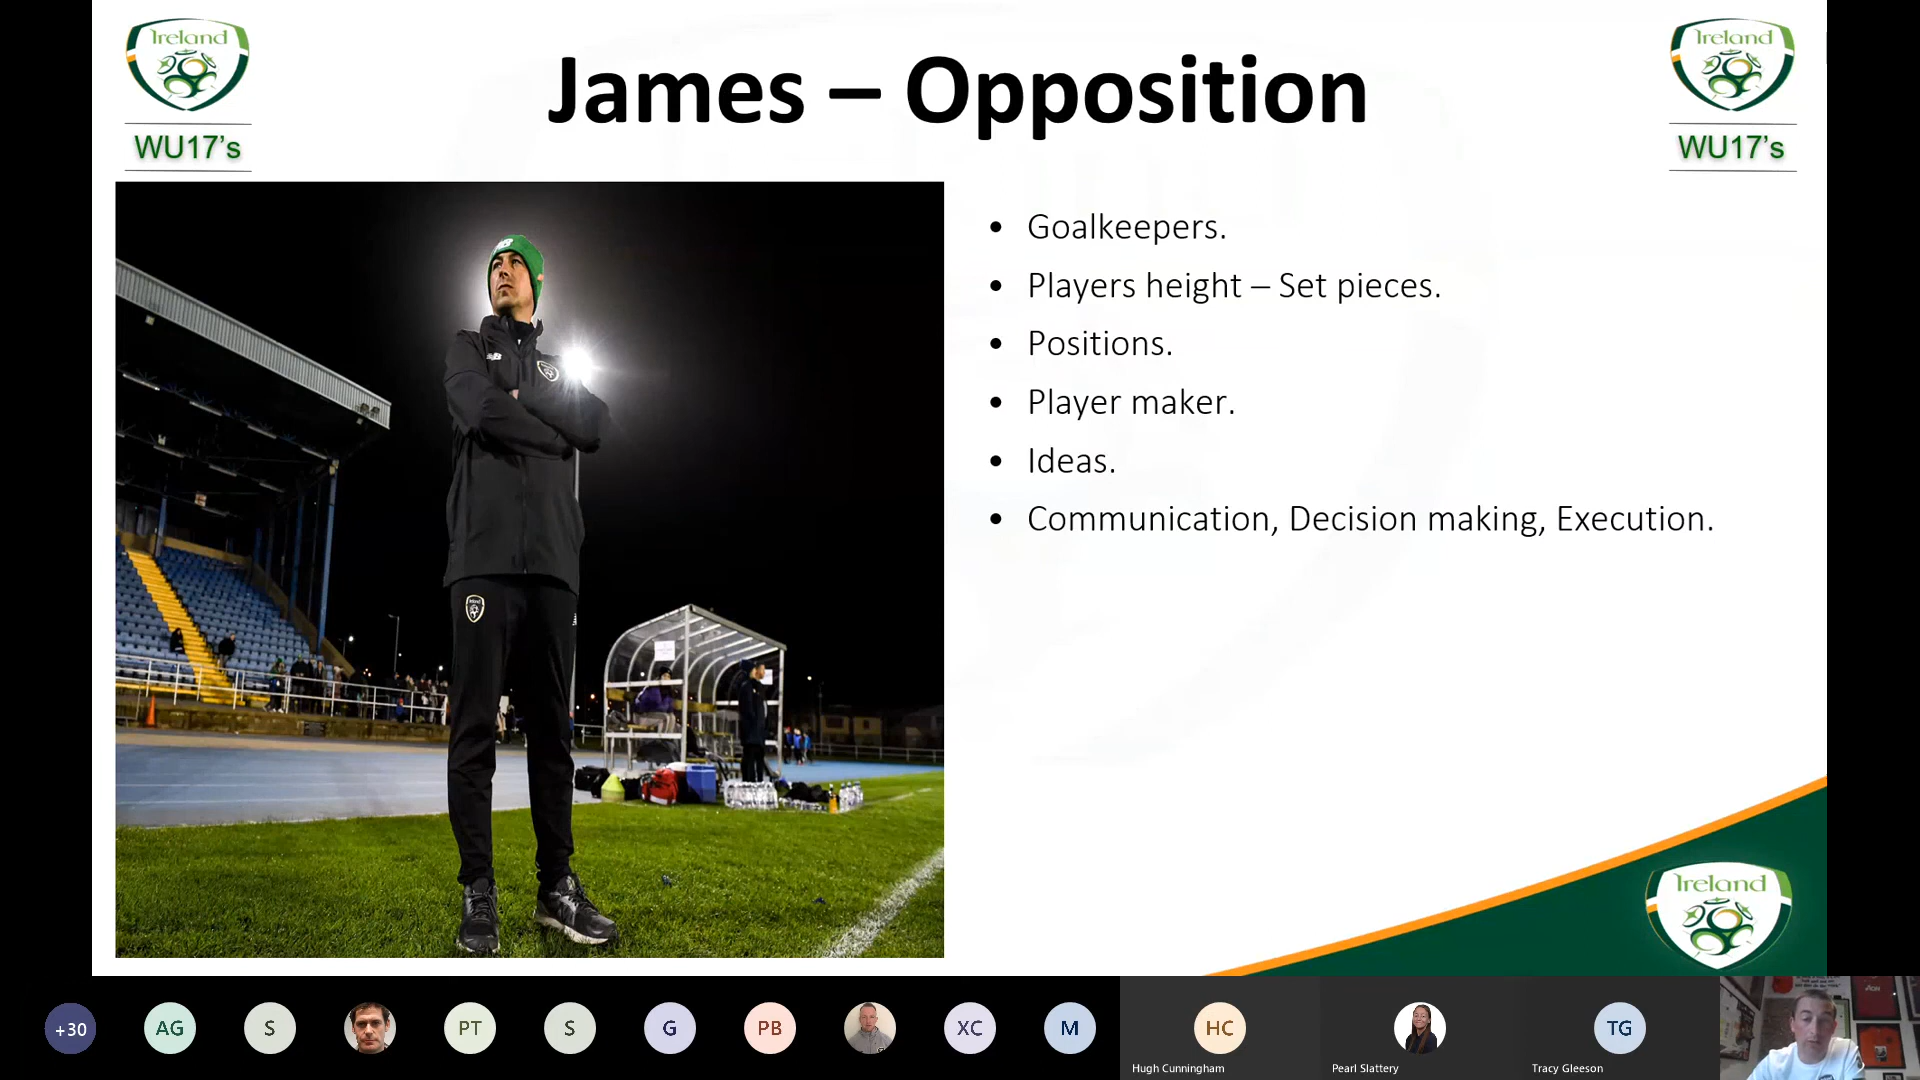 Ireland
WU17's
James – Opposition
Ireland
WU17's
• Goalkeepers.
• Players height – Set pieces.
• Positions.
• Player maker.
• Ideas.
• Communication, Decision making, Execution.
Ireland
+30
AG
S
PT
S
G
PB
XC
M
HC
Hugh Cunningham
Pearl Slattery
TG
Tracy Gleeson